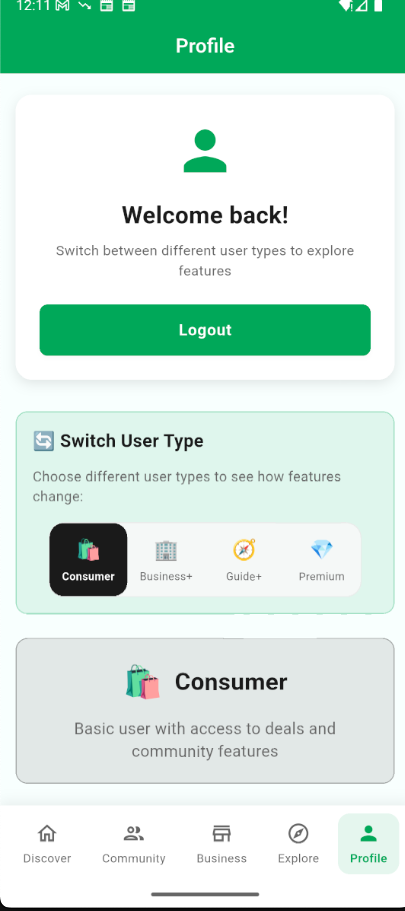 12:11
Profile
Welcome back!
Switch between different user types to explore
features
Logout
🔄 Switch User Type
Choose different user types to see how features
change:
🛍️ 🏢 🧭 💎
Consumer Business+ Guide+ Premium
🛍️ Consumer
Basic user with access to deals and
community features
Discover Community Business Explore Profile